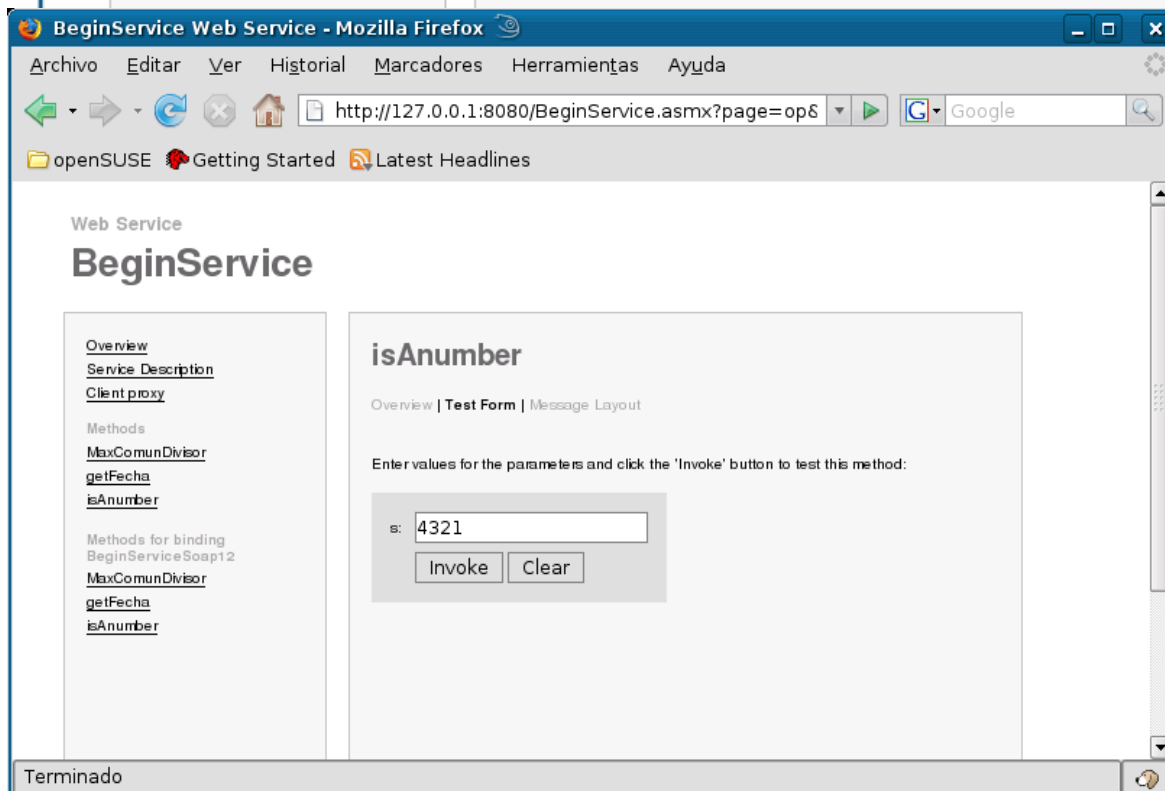 BeginService Web Service - Mozilla Firefox
Archivo Editar Ver Historial Marcadores Herramientas Ayuda
http://127.0.0.1:8080/BeginService.asmx?page=op& G Google
openSUSE Getting Started Latest Headlines
Web Service
BeginService
Overview
Service Description
Client proxy
Methods
MaxComunDivisor
getFecha
isAnumber
Methods for binding
BeginServiceSoap12
MaxComunDivisor
getFecha
isAnumber
isAnumber
Overview | Test Form | Message Layout
Enter values for the parameters and click the 'Invoke' button to test this method:
s: 4321
Invoke Clear
Terminado